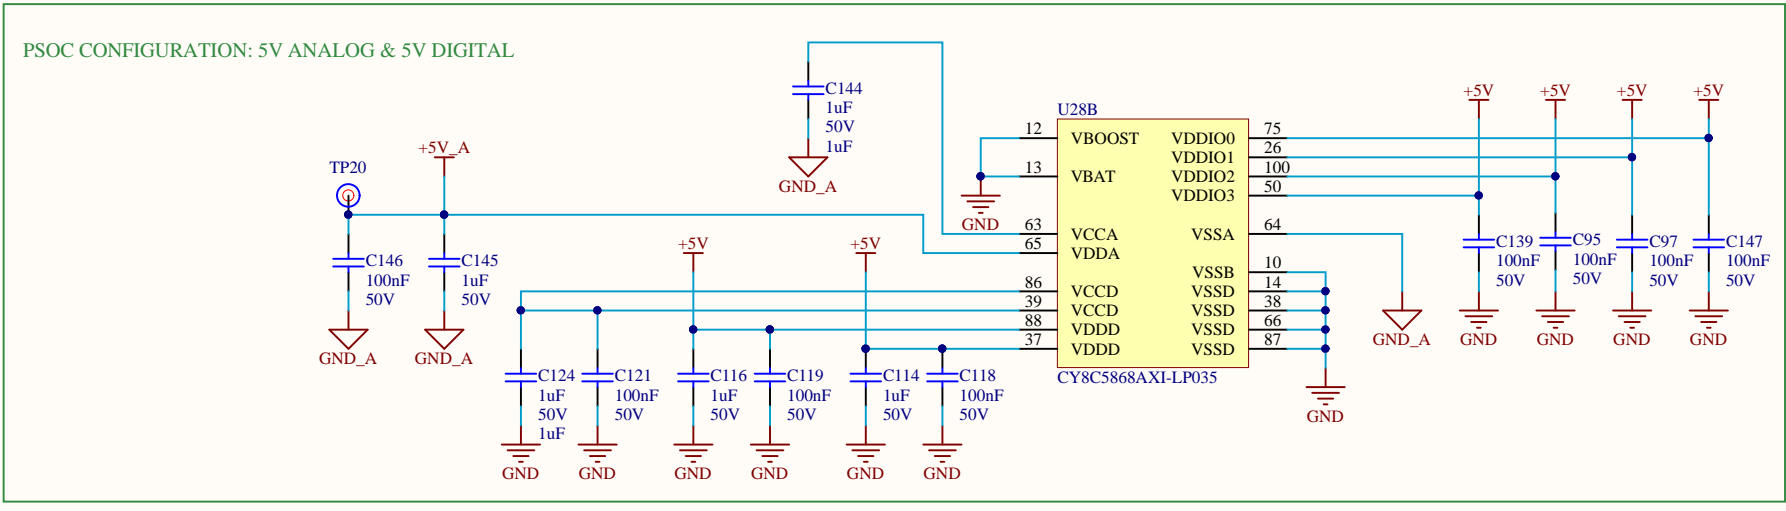 PSOC CONFIGURATION: 5V ANALOG & 5V DIGITAL
C144
1uF
50V
1uF
GND_A
TP20
+5V_A
C146
100nF
50V
GND_A
C145
1uF
50V
GND_A
+5V
+5V
C124
1uF
50V
1uF
GND
C121
100nF
50V
GND
C116
1uF
50V
GND
C119
100nF
50V
GND
C114
1uF
50V
GND
C118
100nF
50V
GND
GND
U28B
12 VBOOST VDDIO0 75
VDDIO1 26
13 VBAT VDDIO2 100
VDDIO3 50
63 VCCA VSSA 64
65 VDDA
VSSB 10
86 VCCD VSSD 14
39 VCCD VSSD 38
88 VDDD VSSD 66
37 VDDD VSSD 87
CY8C5868AXI-LP035
GND
GND_A
+5V
+5V
+5V
+5V
C139
100nF
50V
GND
C95
100nF
50V
GND
C97
100nF
50V
GND
C147
100nF
50V
GND